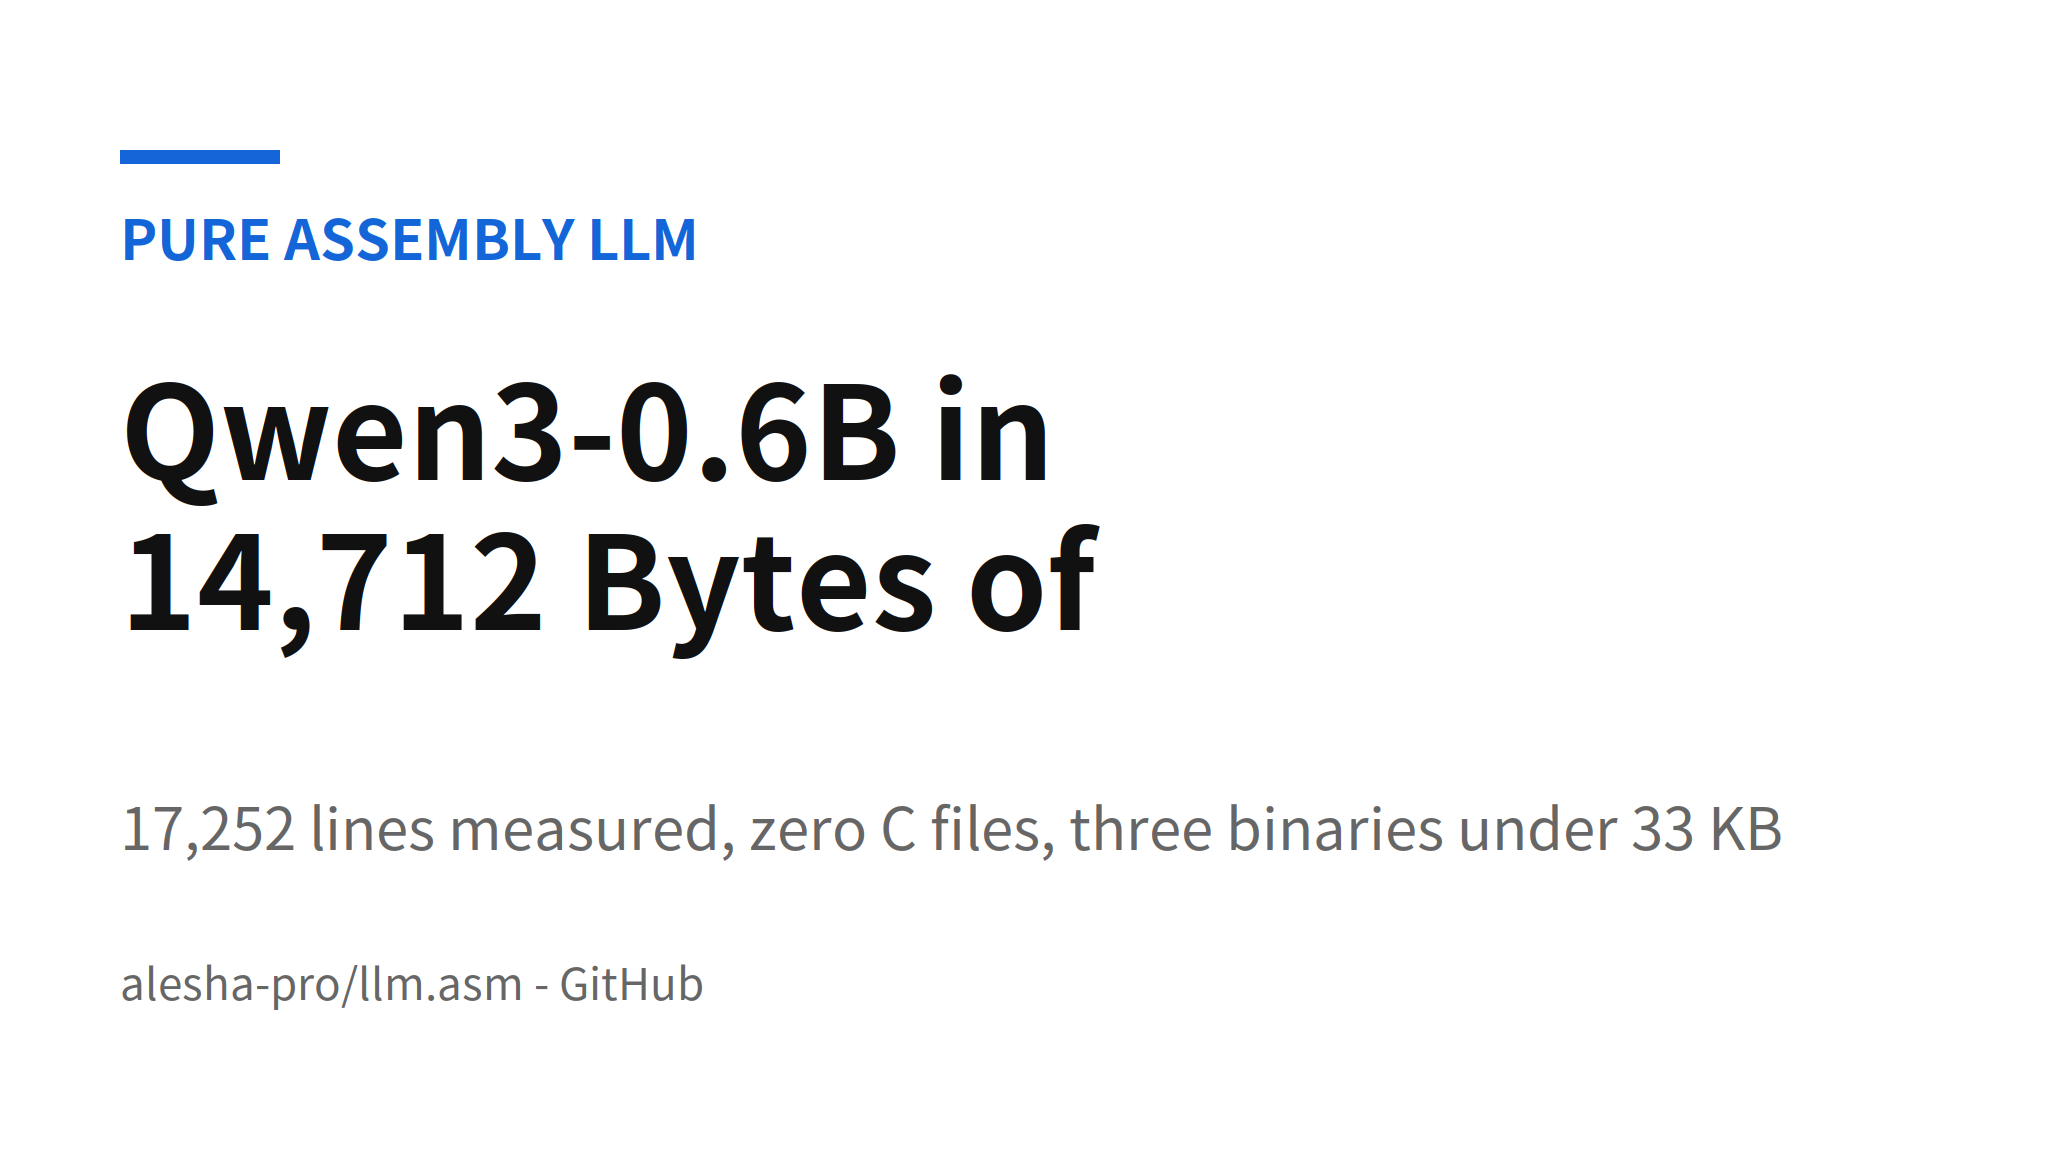 PURE ASSEMBLY LLM
Qwen3-0.6B in
14,712 Bytes of
17,252 lines measured, zero C files, three binaries under 33 KB
alesha-pro/llm.asm - GitHub